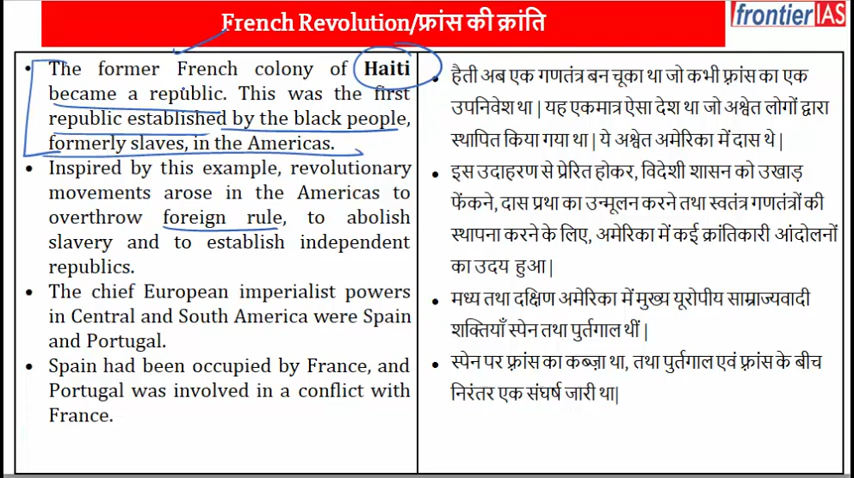 French Revolution/फ्रांस की क्रांति
frontierIAS
• The former French colony of Haiti
became a republic. This was the first
republic established by the black people,
formerly slaves, in the Americas.
• Inspired by this example, revolutionary
movements arose in the Americas to
overthrow foreign rule, to abolish
slavery and to establish independent
republics.
• The chief European imperialist powers
in Central and South America were Spain
and Portugal.
• Spain had been occupied by France, and
Portugal was involved in a conflict with
France.
• हैती अब एक गणतंत्र बन चूका था जो कभी फ्रांस का एक
उपनिवेश था | यह एकमात्र ऐसा देश था जो अश्वेत लोगों द्वारा
स्थापित किया गया था | ये अश्वेत अमेरिका में दास थे |
• इस उदाहरण से प्रेरित होकर, विदेशी शासन को उखाड़
फेंकने, दास प्रथा का उन्मूलन करने तथा स्वतंत्र गणतंत्रों की
स्थापना करने के लिए, अमेरिका में कई क्रांतिकारी आंदोलनों
का उदय हुआ |
• मध्य तथा दक्षिण अमेरिका में मुख्य यूरोपीय साम्राज्यवादी
शक्तियाँ स्पेन तथा पुर्तगाल थीं |
• स्पेन पर फ़्रांस का कब्ज़ा था, तथा पुर्तगाल एवं फ़्रांस के बीच
निरंतर एक संघर्ष जारी था|